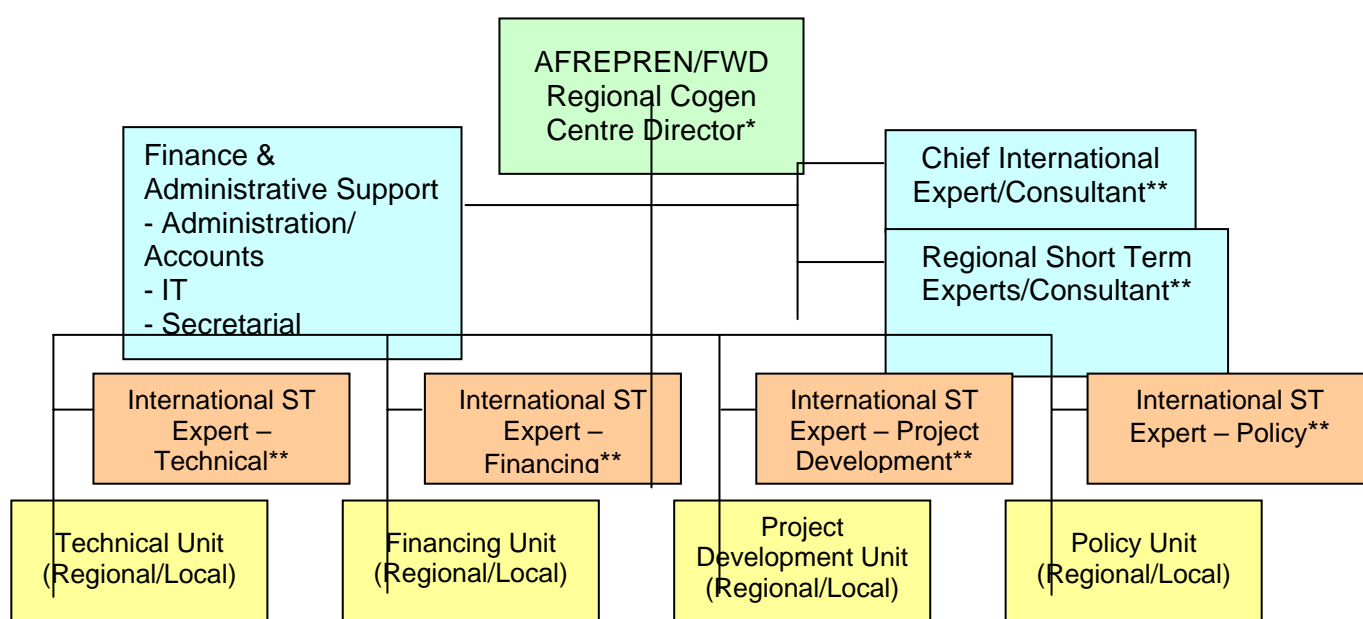 AFREPREN/FWD
Regional Cogen
Centre Director*
Finance &
Administrative Support
- Administration/
Accounts
- IT
- Secretarial
Chief International
Expert/Consultant**
Regional Short Term
Experts/Consultant**
International ST
Expert –
Technical**
International ST
Expert –
Financing**
International ST
Expert – Project
Development**
International ST
Expert – Policy**
Technical Unit
(Regional/Local)
Financing Unit
(Regional/Local)
Project
Development Unit
(Regional/Local)
Policy Unit
(Regional/Local)